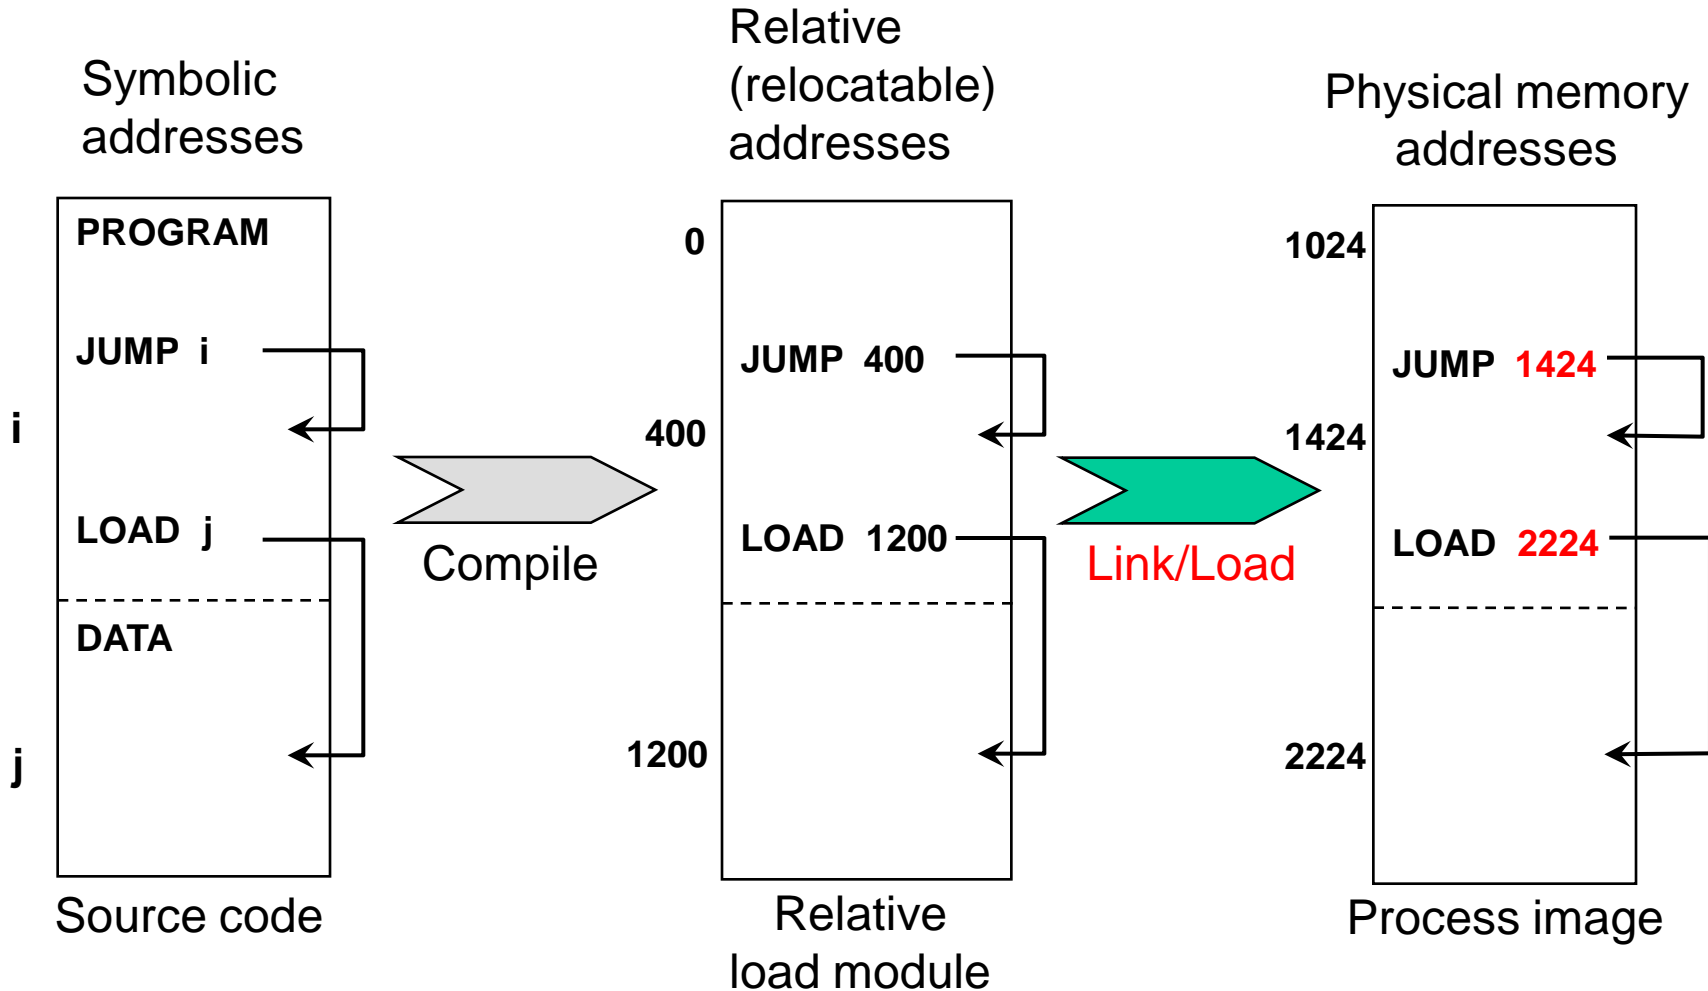 Symbolic
addresses
PROGRAM
JUMP i
i
LOAD j
DATA
j
Source code
Compile
Relative
(relocatable)
addresses
0
JUMP 400
400
LOAD 1200
1200
Relative
load module
Link/Load
Physical memory
addresses
1024
JUMP 1424
1424
LOAD 2224
2224
Process image